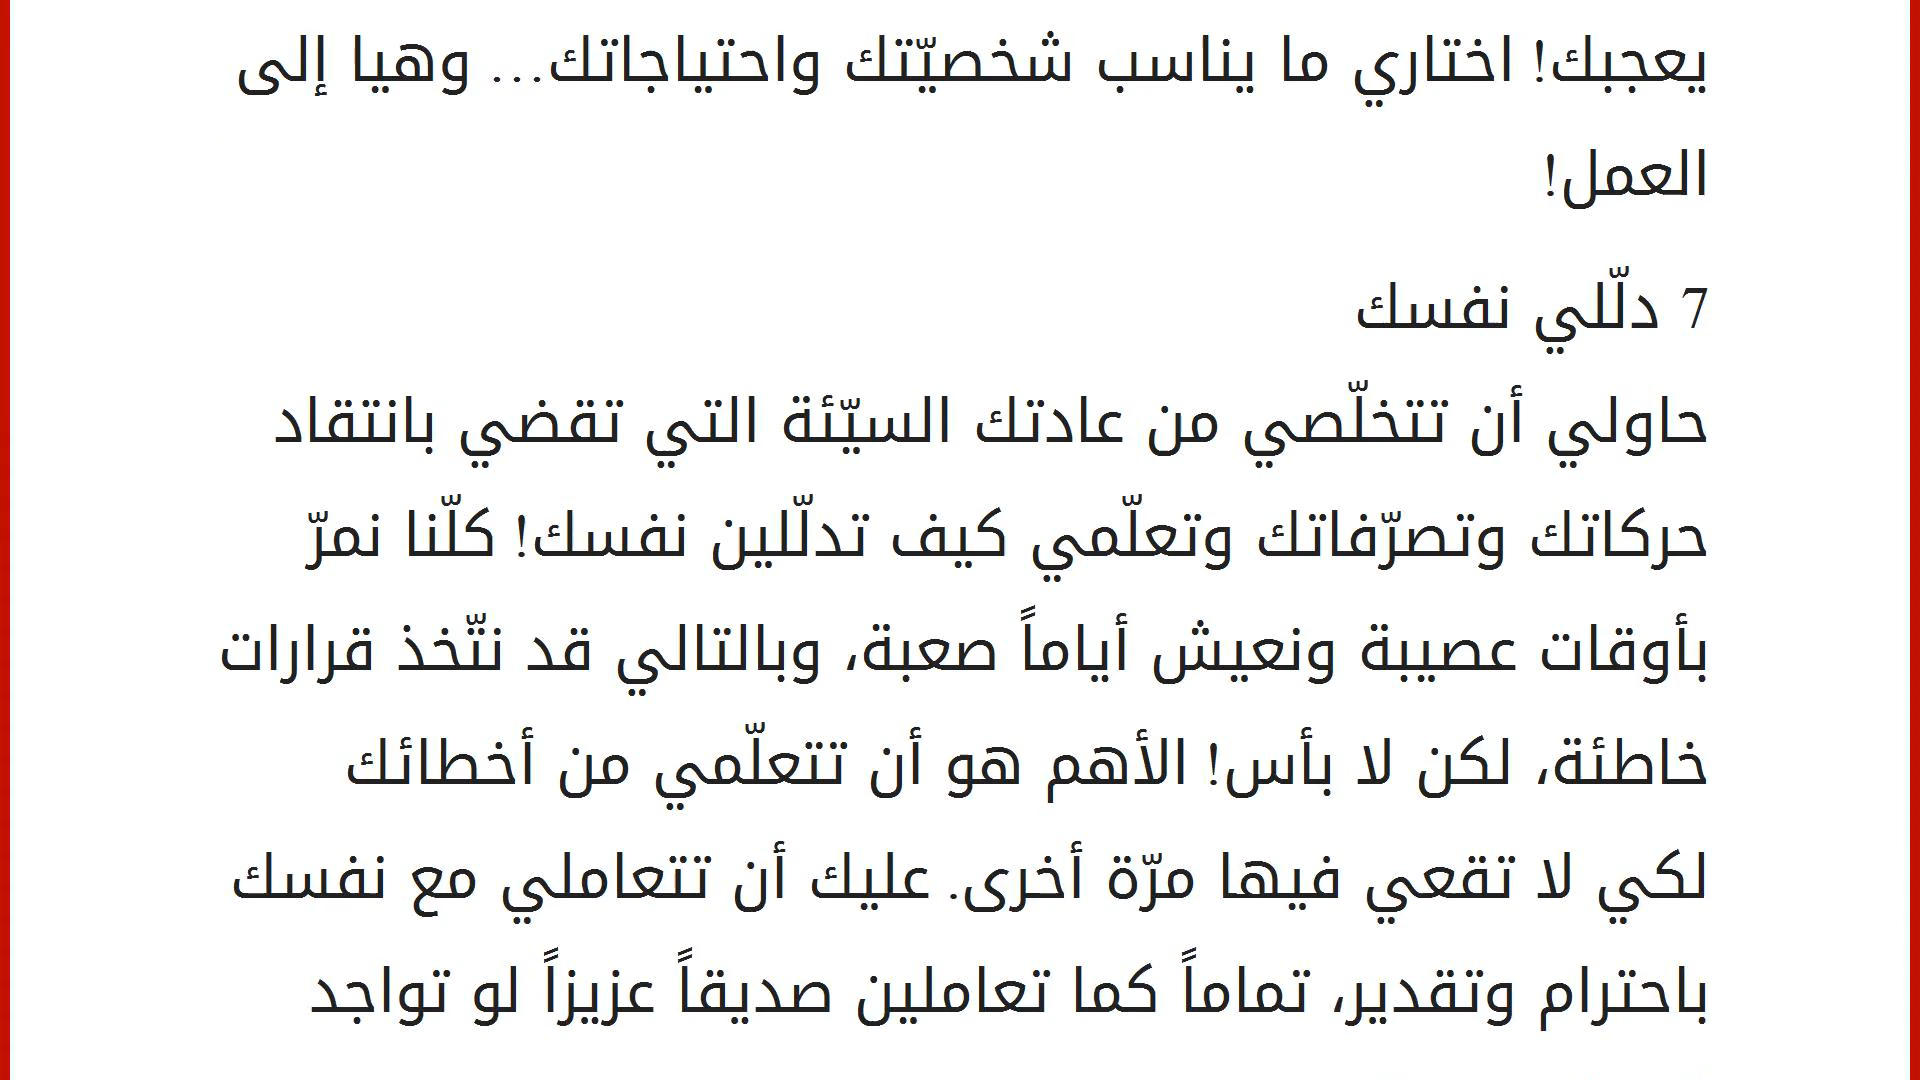 يعجبك! اختاري ما يناسب شخصيّتك واحتياجاتك... وهيا إلى
العمل!
7 دلّلي نفسك
حاولي أن تتخلّصي من عادتك السيّئة التي تقضي بانتقاد
حركاتك وتصرّفاتك وتعلّمي كيف تدلّلين نفسك! كلّنا نمرّ
بأوقات عصيبة ونعيش أياماً صعبة، وبالتالي قد نتّخذ قرارات
خاطئة، لكن لا بأس! الأهم هو أن تتعلّمي من أخطائك
لكي لا تقعي فيها مرّة أخرى. عليك أن تتعاملي مع نفسك
باحترام وتقدير، تماماً كما تعاملين صديقاً عزيزاً لو تواجد